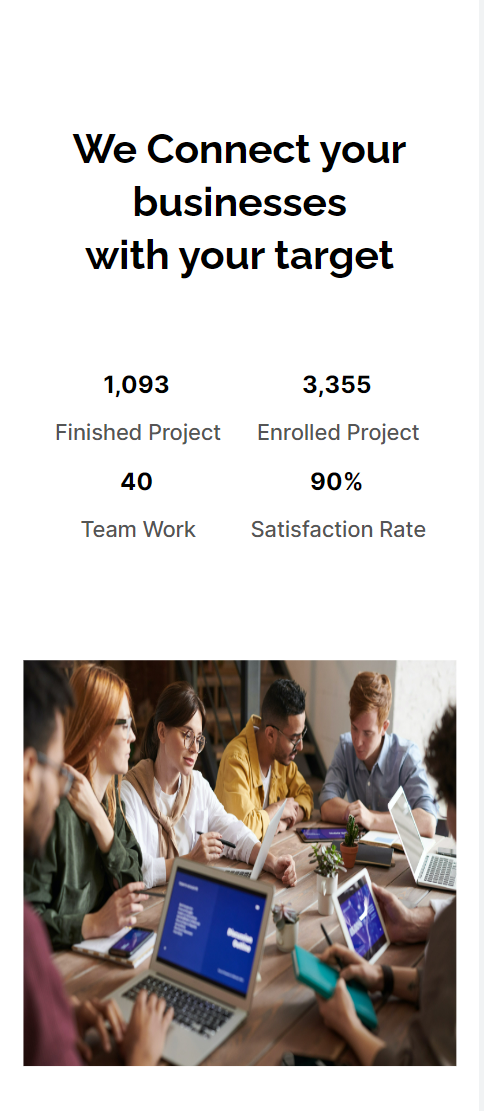 We Connect your
businesses
with your target
1,093
3,355
Finished Project
Enrolled Project
40
90%
Team Work
Satisfaction Rate